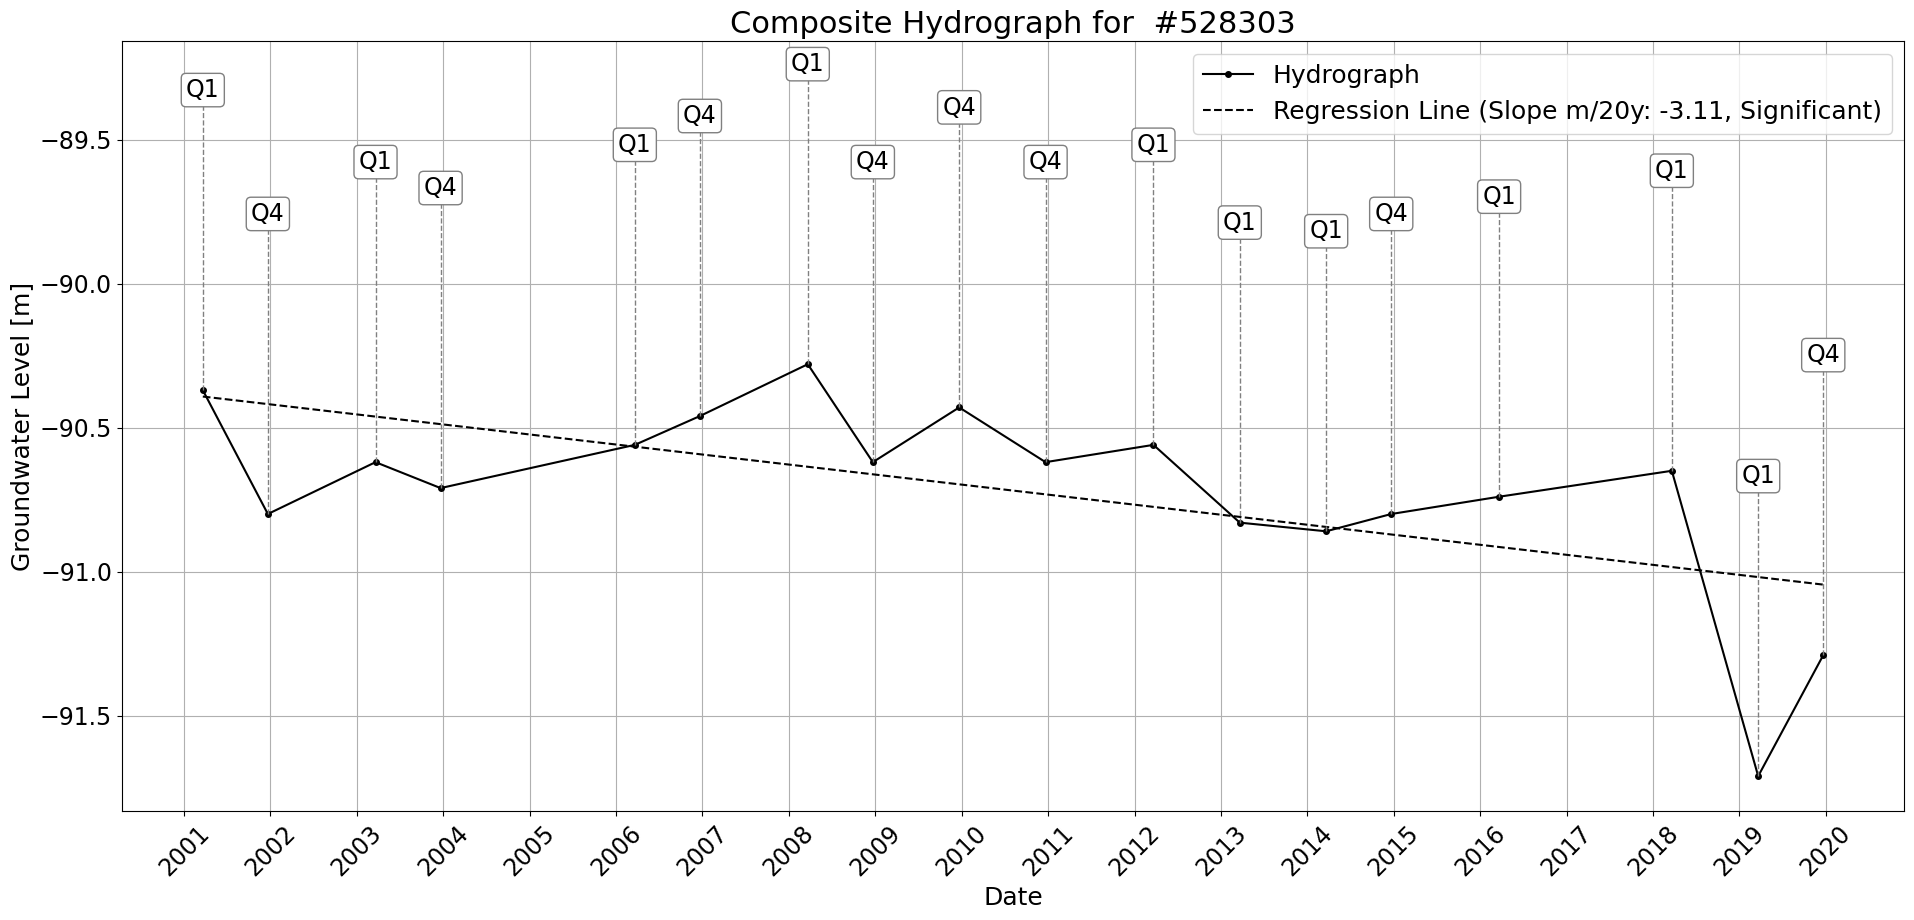 Composite Hydrograph for  #528303
Hydrograph
Regression Line (Slope m/20y: -3.11, Significant)
Q1
Q4
Q1
Q4
Q1
Q4
Q1
Q4
Q4
Q4
Q1
Q1
Q1
Q4
Q1
Q1
Q1
Q4
Groundwater Level [m]
−89.5
−90.0
−90.5
−91.0
−91.5
2001
2002
2003
2004
2005
2006
2007
2008
2009
2010
2011
2012
2013
2014
2015
2016
2017
2018
2019
2020
Date